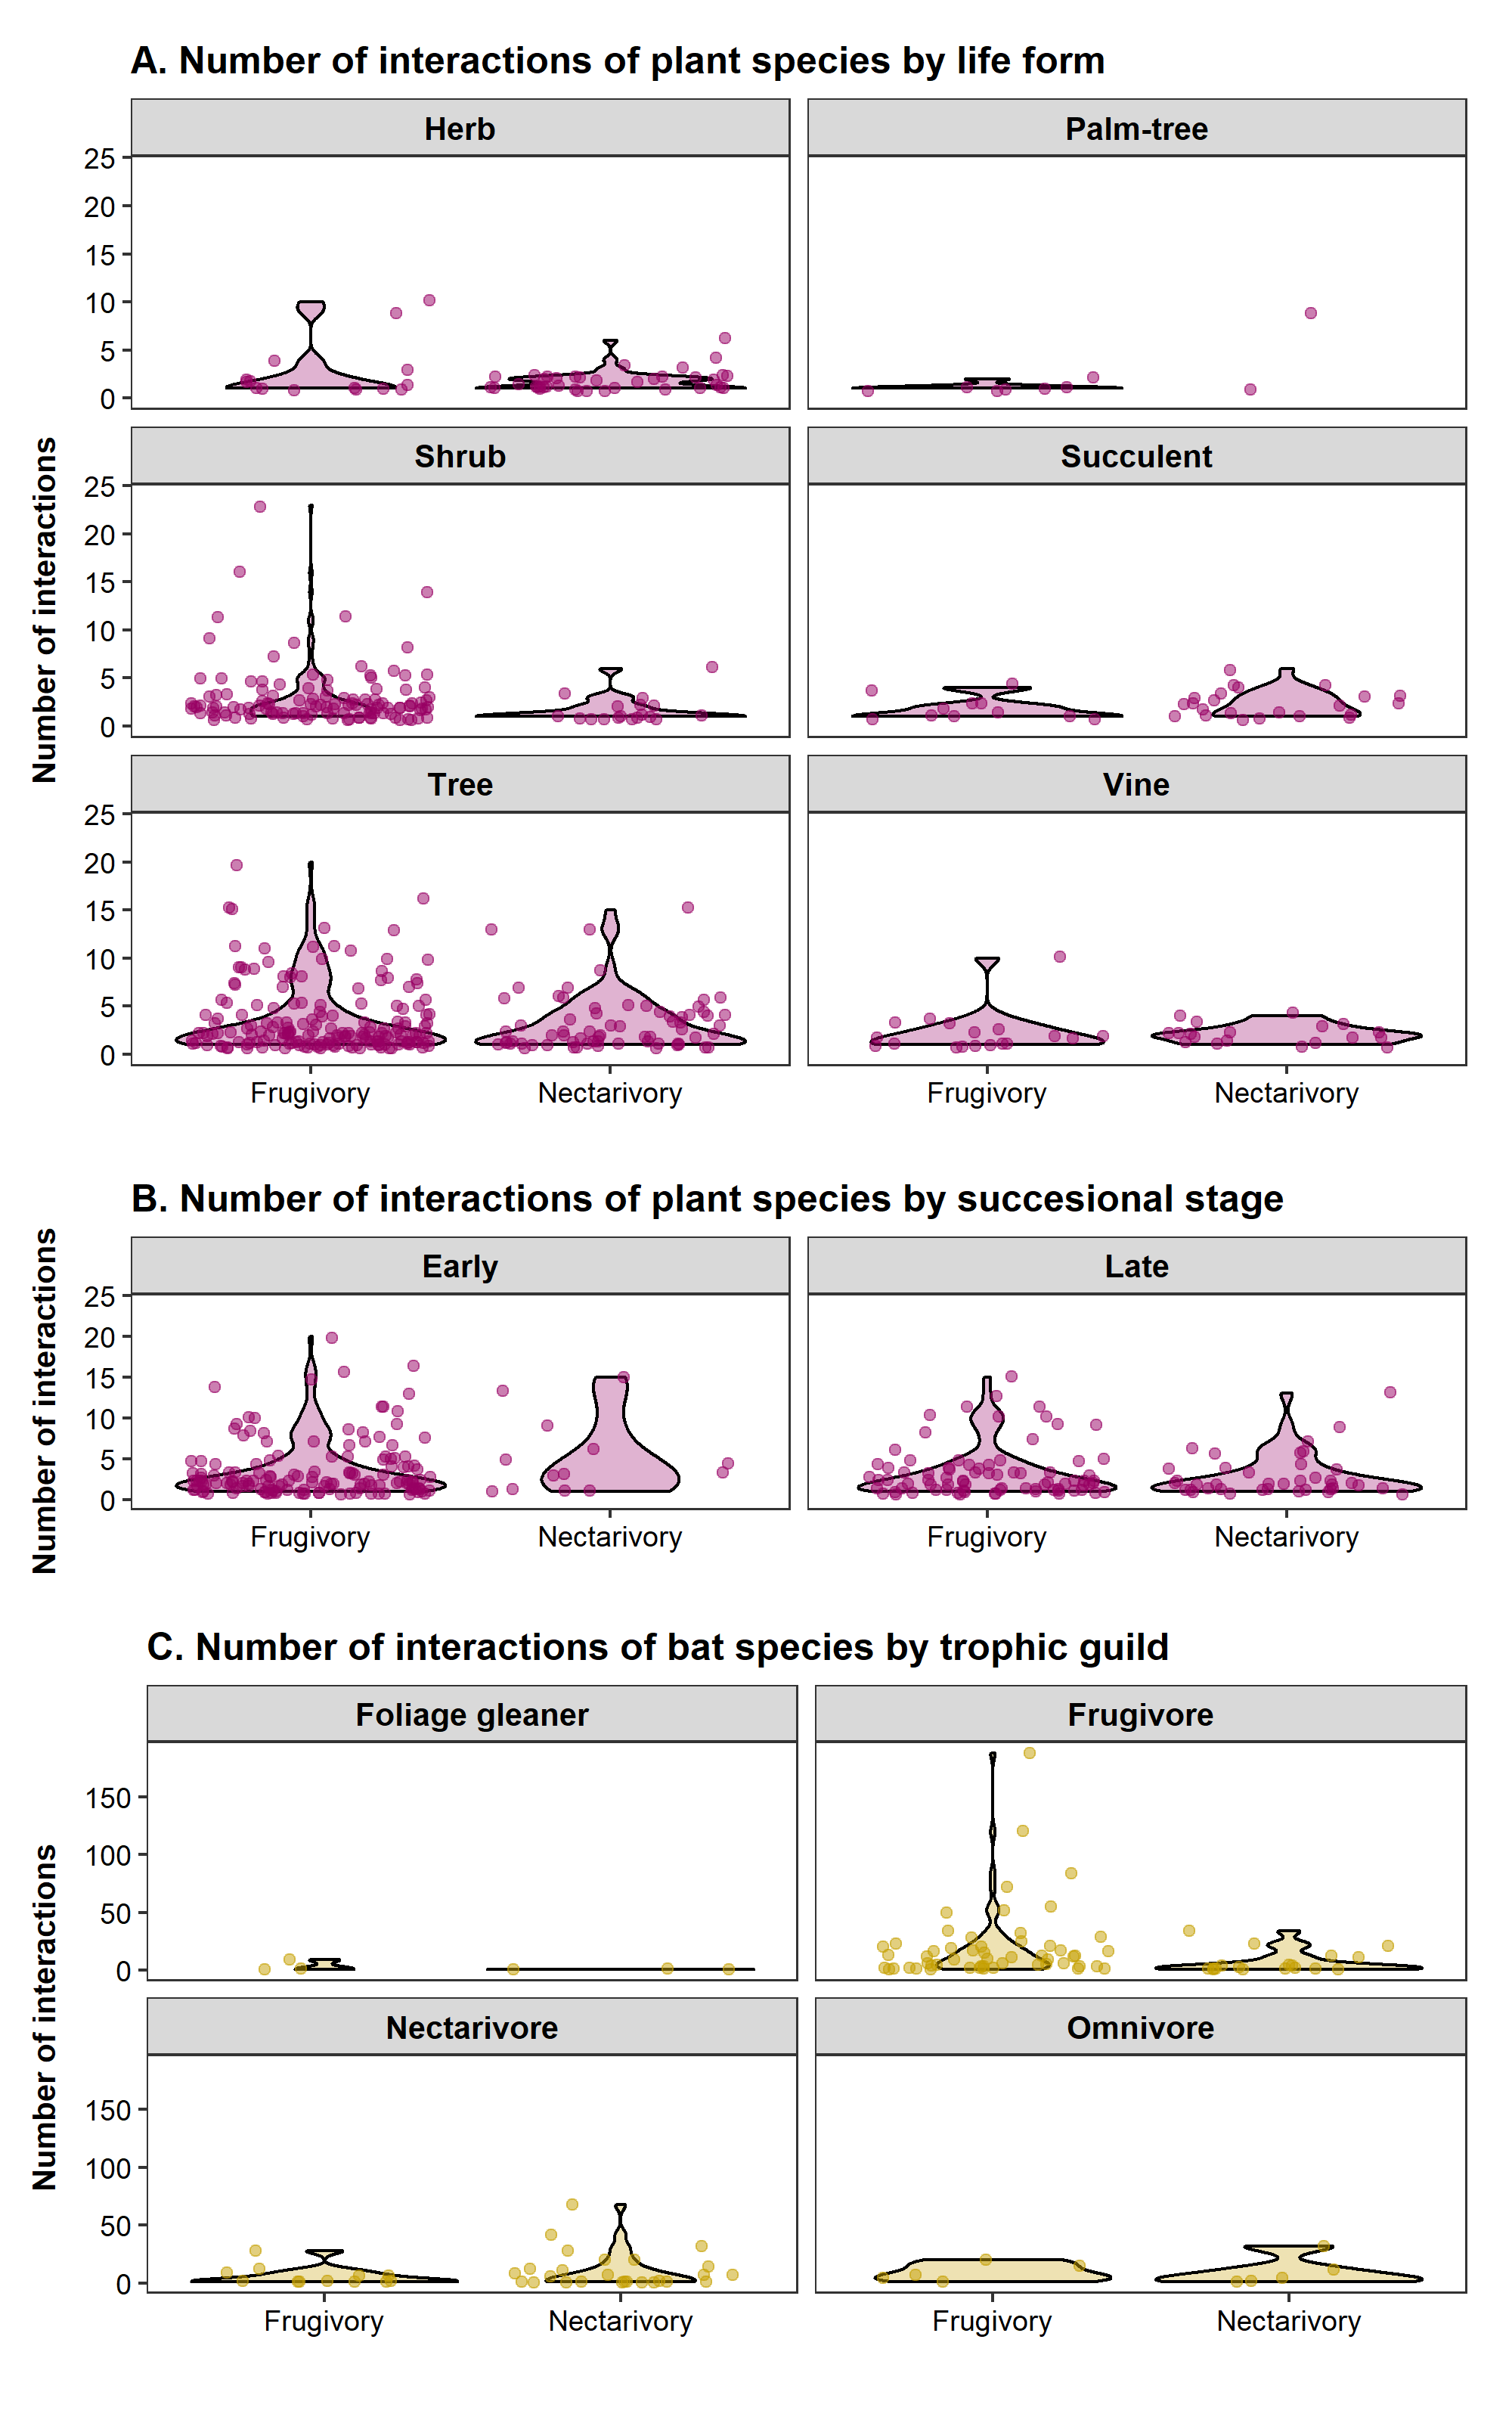 A. Number of interactions of plant species by life form
Herb
Palm-tree
25
20
15
10
5
0
Shrub
Succulent
25
20
15
10
5
0
Number of interactions
Tree
Vine
25
20
15
10
5
0
Frugivory
Nectarivory
Frugivory
Nectarivory
B. Number of interactions of plant species by succesional stage
Early
Late
25
20
15
10
5
0
Number of interactions
Frugivory
Nectarivory
Frugivory
Nectarivory
C. Number of interactions of bat species by trophic guild
Foliage gleaner
Frugivore
150
100
50
0
Number of interactions
Nectarivore
Omnivore
150
100
50
0
Frugivory
Nectarivory
Frugivory
Nectarivory